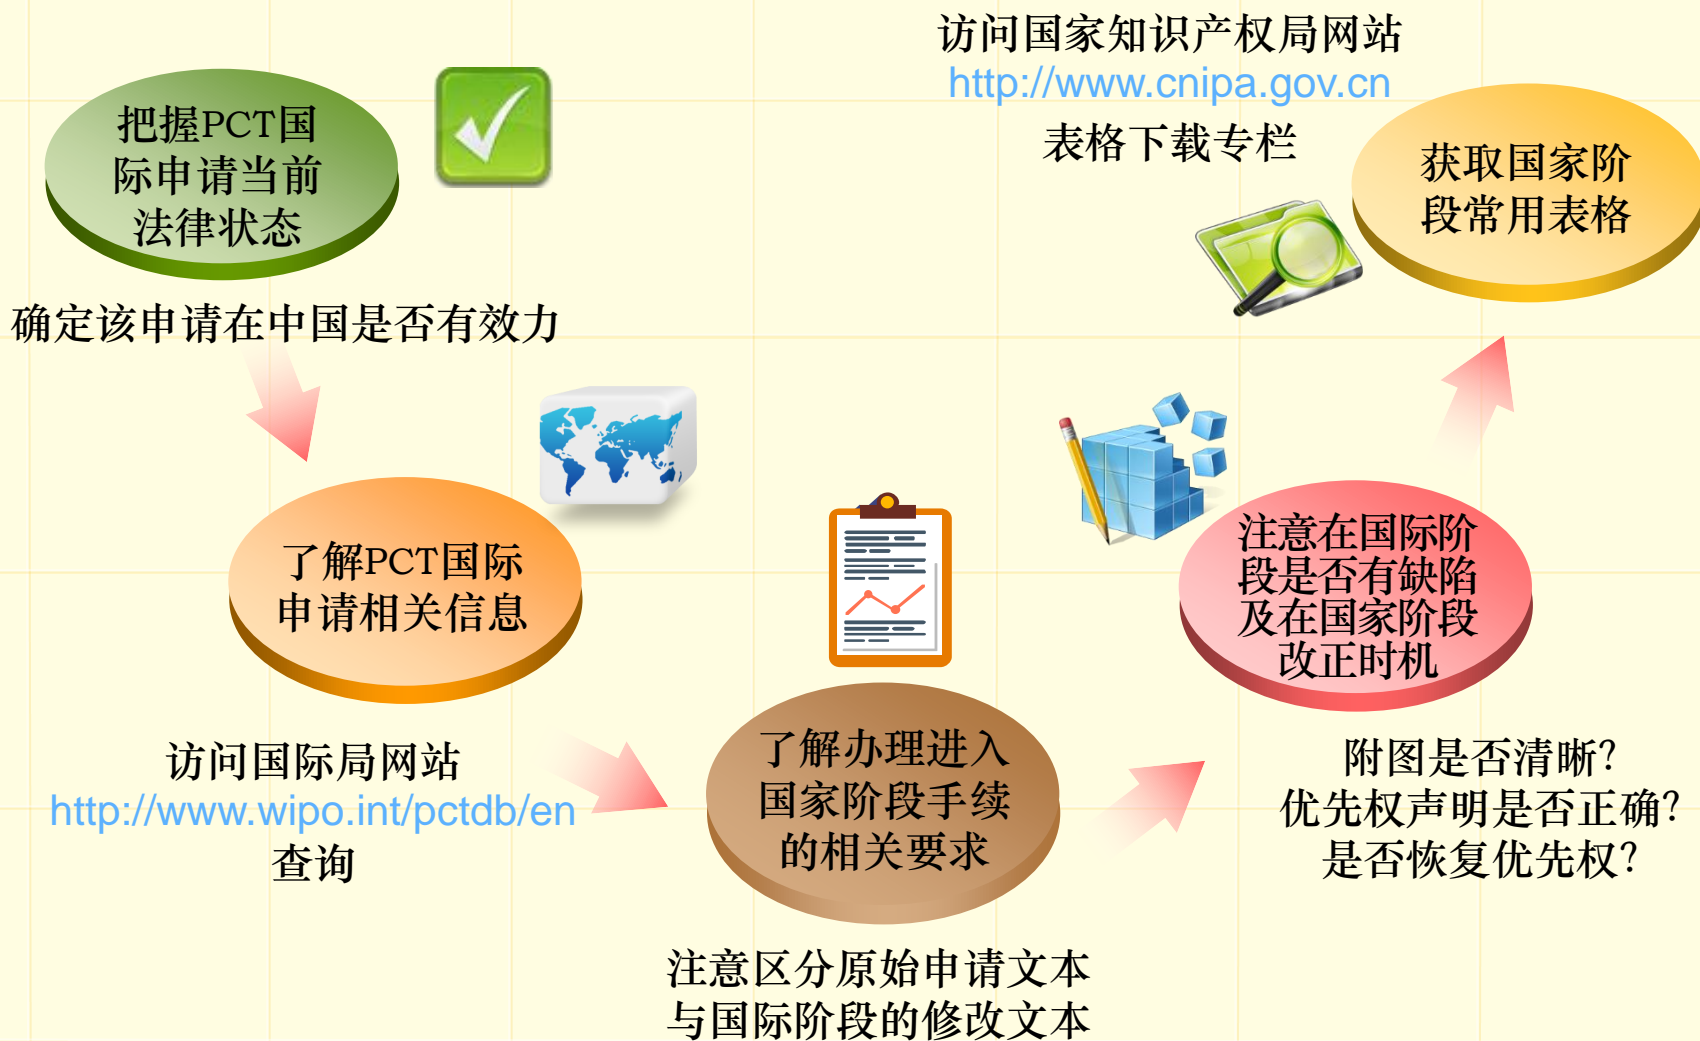 把握PCT国
际申请当前
法律状态
确定该申请在中国是否有效力
了解PCT国际
申请相关信息
访问国际局网站
http://www.wipo.int/pctdb/en
查询
了解办理进入
国家阶段手续
的相关要求
注意区分原始申请文本
与国际阶段的修改文本
注意在国际阶
段是否有缺陷
及在国家阶段
改正时机
附图是否清晰?
优先权声明是否正确?
是否恢复优先权?
获取国家阶
段常用表格
访问国家知识产权局网站
http://www.cnipa.gov.cn
表格下载专栏